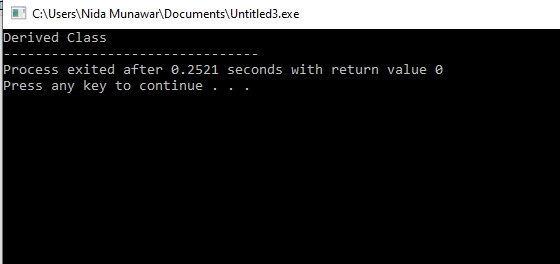 C:\Users\Nida Munawar\Documents\Untitled3.exe
Derived Class
--------------------------------
Process exited after 0.2521 seconds with return value 0
Press any key to continue . . .